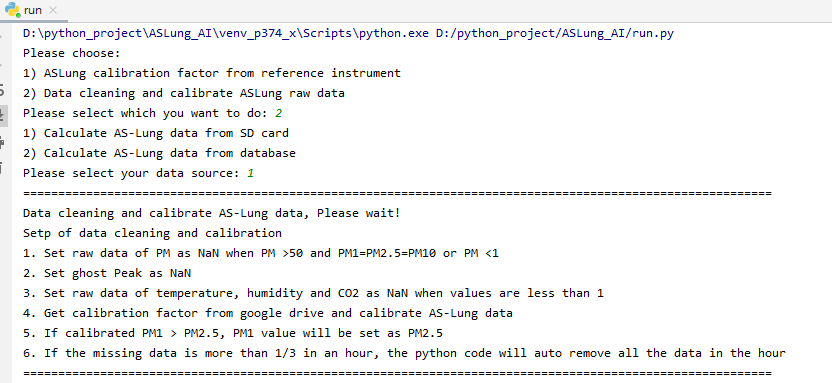 run
D:\python_project\ASLung_AI\venv_p374_x\Scripts\python.exe D:/python_project/ASLung_AI/run.py
Please choose:
1) ASLung calibration factor from reference instrument
2) Data cleaning and calibrate ASLung raw data
Please select which you want to do: 2
1) Calculate AS-Lung data from SD card
2) Calculate AS-Lung data from database
Please select your data source: 1
===========================================================================================================
Data cleaning and calibrate AS-Lung data, Please wait!
Setp of data cleaning and calibration
1. Set raw data of PM as NaN when PM >50 and PM1=PM2.5=PM10 or PM <1
2. Set ghost Peak as NaN
3. Set raw data of temperature, humidity and CO2 as NaN when values are less than 1
4. Get calibration factor from google drive and calibrate AS-Lung data
5. If calibrated PM1 > PM2.5, PM1 value will be set as PM2.5
6. If the missing data is more than 1/3 in an hour, the python code will auto remove all the data in the hour
===========================================================================================================